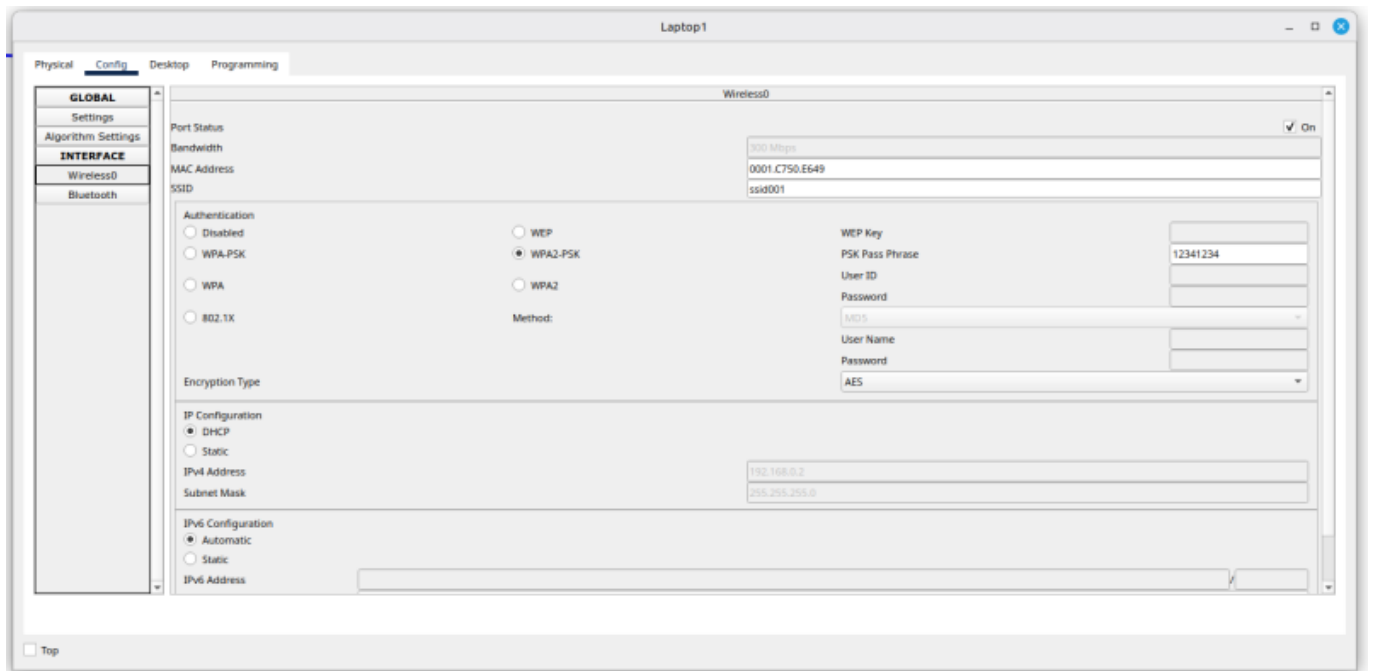 Laptop1
Physical Config Desktop Programming
GLOBAL
Settings
Algorithm Settings
INTERFACE
Wireless0
Bluetooth
Wireless0
Port Status On
Bandwidth 300 Mbps
MAC Address 0001.C750.E649
SSID ssid001
Authentication
Disabled WEP WEP Key
WPA-PSK WPA2-PSK PSK Pass Phrase 12341234
User ID
WPA WPA2
Password
802.1X Method: MD5
User Name
Password
Encryption Type AES
IP Configuration
DHCP
Static
IPv4 Address 192.168.0.2
Subnet Mask 255.255.255.0
IPv6 Configuration
Automatic
Static
IPv6 Address /
Top